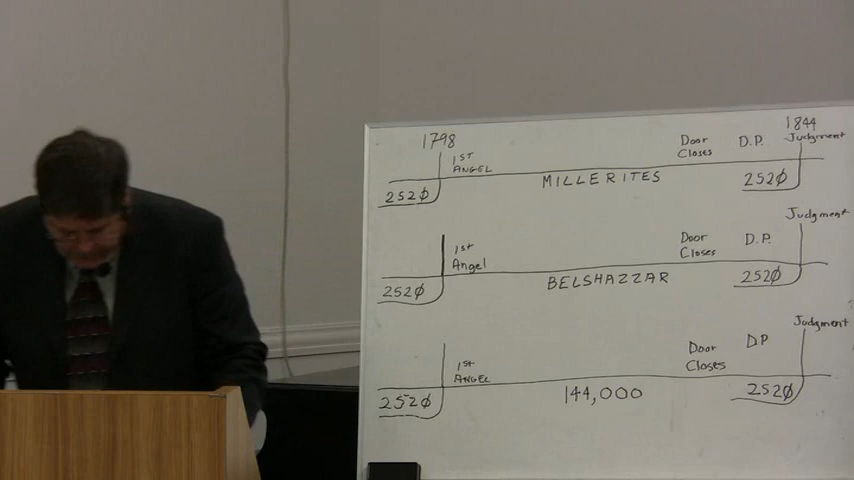 1798 1844
1ST ANGEL Door Closes D.P. Judgment
2520 MILLERITES 2520
Judgment
1st Angel Door Closes D.P.
2520 BELSHAZZAR 2520
Judgment
1st ANGEL Door Closes D.P
2520 144,000 2520